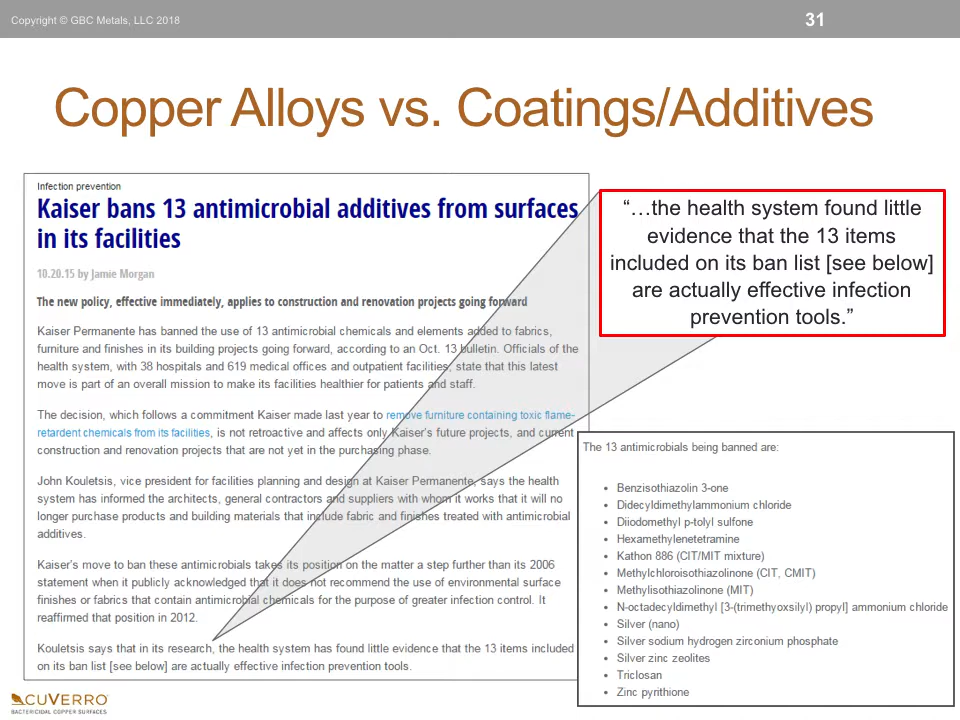 Copyright © GBC Metals, LLC 2018
31
Copper Alloys vs. Coatings/Additives
Infection prevention
Kaiser bans 13 antimicrobial additives from surfaces
in its facilities
10.20.15 by Jamie Morgan
The new policy, effective immediately, applies to construction and renovation projects going forward
Kaiser Permanente has banned the use of 13 antimicrobial chemicals and elements added to fabrics,
furniture and finishes in its building projects going forward, according to an Oct. 13 bulletin. Officials of the
health system, with 38 hospitals and 619 medical offices and outpatient facilities, state that this latest
move is part of an overall mission to make its facilities healthier for patients and staff.
The decision, which follows a commitment Kaiser made last year to remove furniture containing toxic flame-
retardent chemicals from its facilities, is not retroactive and affects only Kaiser's future projects, and current
construction and renovation projects that are not yet in the purchasing phase.
John Kouletsis, vice president for facilities planning and design at Kaiser Permanente, says the health
system has informed the architects, general contractors and suppliers with whom it works that it will no
longer purchase products and building materials that include fabric and finishes treated with antimicrobial
additives.
Kaiser's move to ban these antimicrobials takes its position on the matter a step further than its 2006
statement when it publicly acknowledged that it does not recommend the use of environmental surface
finishes or fabrics that contain antimicrobial chemicals for the purpose of greater infection control. It
reaffirmed that position in 2012.
Kouletsis says that in its research, the health system has found little evidence that the 13 items included
on its ban list [see below] are actually effective infection prevention tools.
“…the health system found little
evidence that the 13 items
included on its ban list [see below]
are actually effective infection
prevention tools.”
The 13 antimicrobials being banned are:
• Benzisothiazolin 3-one
• Didecyldimethylammonium chloride
• Diiodomethyl p-tolyl sulfone
• Hexamethylenetetramine
• Kathon 886 (CIT/MIT mixture)
• Methylchloroisothiazolinone (CIT, CMIT)
• Methylisothiazolinone (MIT)
• N-octadecyldimethyl [3-(trimethyoxsilyl) propyl] ammonium chloride
• Silver (nano)
• Silver sodium hydrogen zirconium phosphate
• Silver zinc zeolites
• Triclosan
• Zinc pyrithione
CUVERRO
BACTERICIDAL COPPER SURFACES